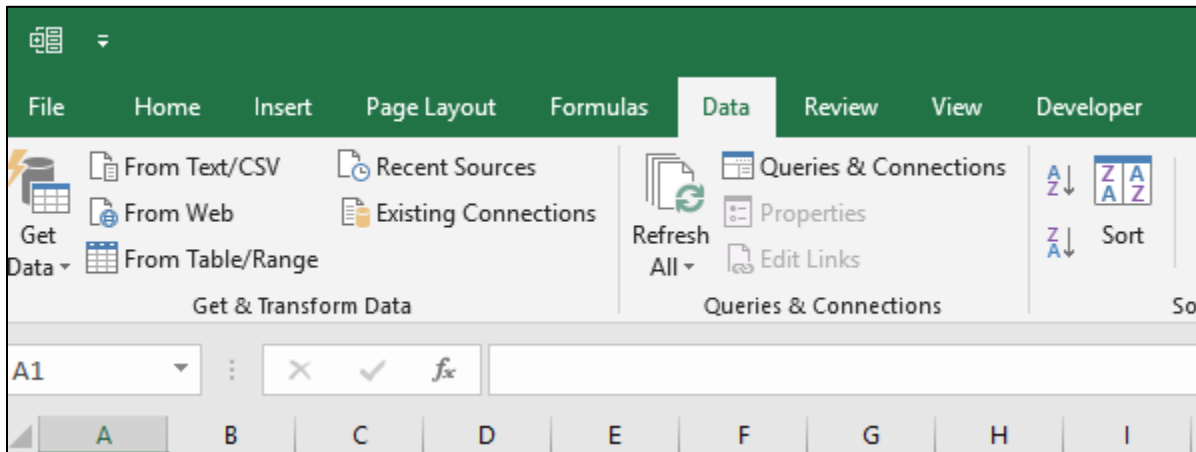 File Home Insert Page Layout Formulas Data Review View Developer
From Text/CSV
From Web
From Table/Range
Get
Data
Recent Sources
Existing Connections
Get & Transform Data
Refresh
All
Queries & Connections
Properties
Edit Links
Queries & Connections
A
Z
Z
A
Z A
A Z
Sort
So
A1
fx
A B C D E F G H I